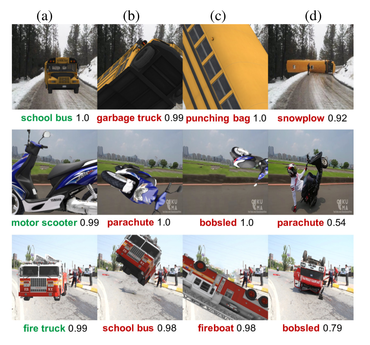 (a) (b) (c) (d)
school bus 1.0 garbage truck 0.99 punching bag 1.0 snowplow 0.92
motor scooter 0.99 parachute 1.0 bobsled 1.0 parachute 0.54
fire truck 0.99 school bus 0.98 fireboat 0.98 bobsled 0.79